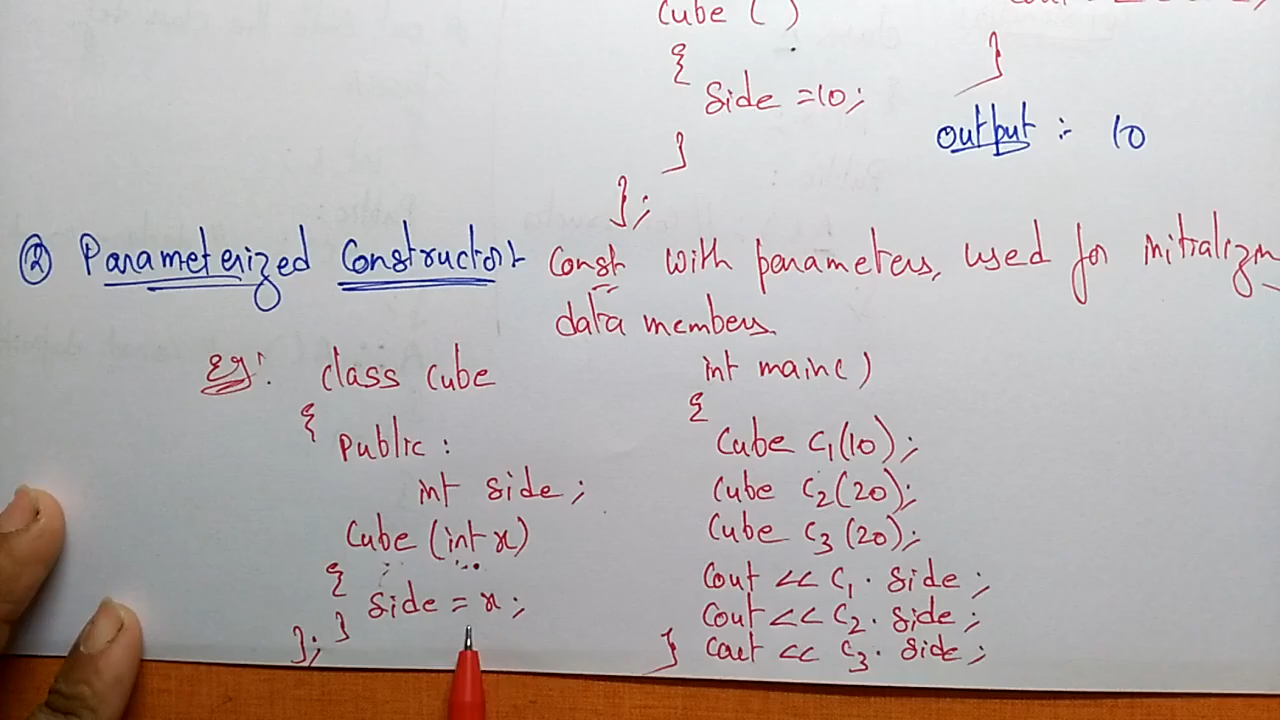 Cube ( )
{
Side = 10;
}
};
}
output :- 10
② Parameterized Constructor Const with parameters, used for initializin
data members
eg: class Cube
{
Public :
int side ;
Cube (int x)
{
Side = x ;
}
};
int main( )
{
Cube C1(10);
Cube C2(20);
Cube C3(20);
Cout << C1. Side ;
Cout << C2. Side ;
Cout << C3. Side ;
}